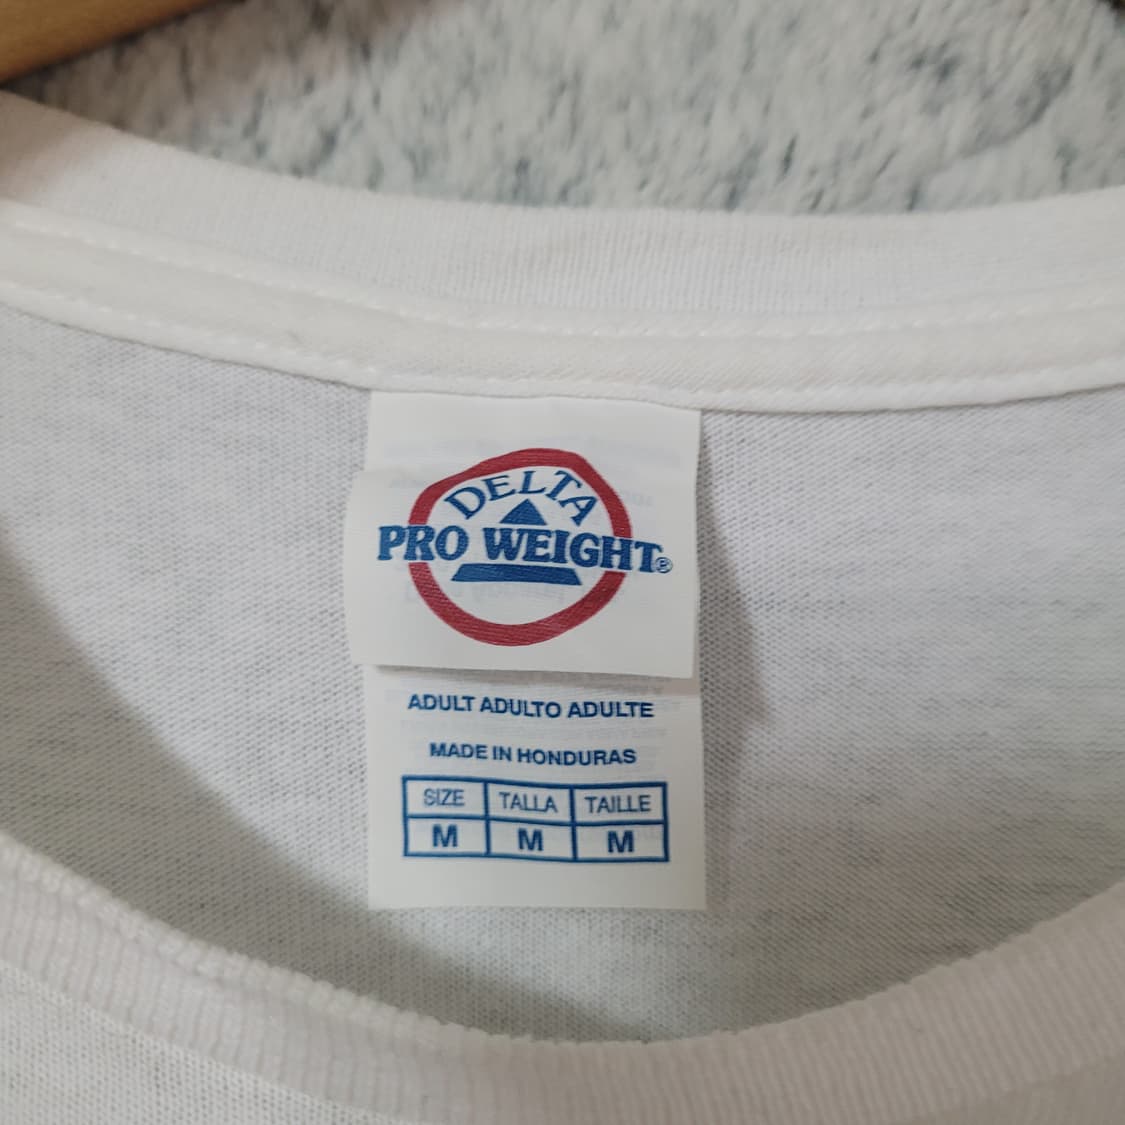 DELTA
PRO WEIGHT®
ADULT ADULTO ADULTE
MADE IN HONDURAS
SIZE TALLA TAILLE
M M M